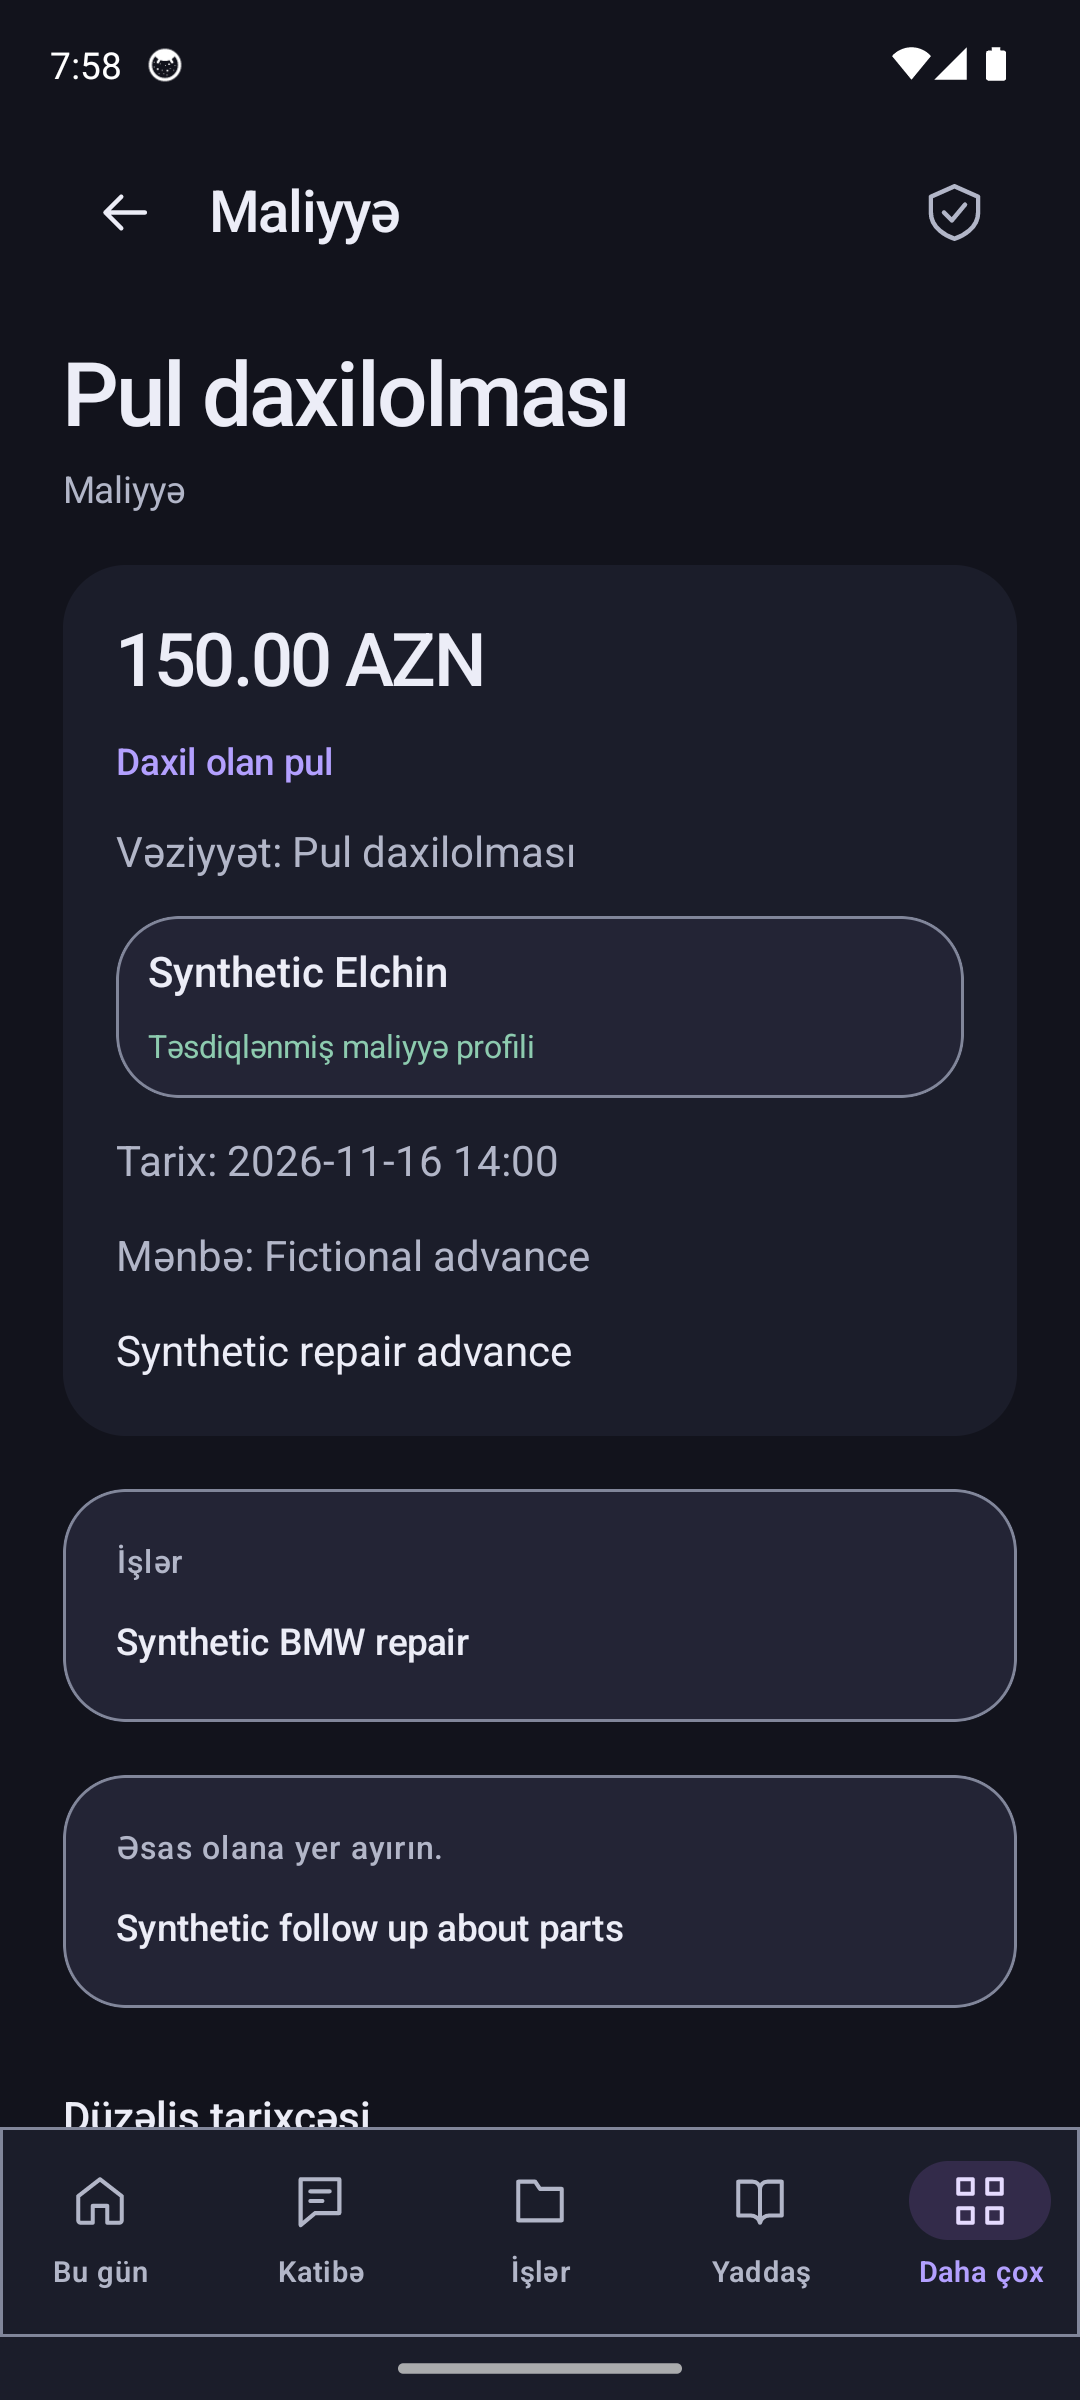 7:58
Maliyyə
Pul daxilolması
Maliyyə
150.00 AZN
Daxil olan pul
Vəziyyət: Pul daxilolması
Synthetic Elchin
Təsdiqlənmiş maliyyə profili
Tarix: 2026-11-16 14:00
Mənbə: Fictional advance
Synthetic repair advance
İşlər
Synthetic BMW repair
Əsas olana yer ayırın.
Synthetic follow up about parts
Düzəliş tarixçəsi
Bu gün
Katibə
İşlər
Yaddaş
Daha çox